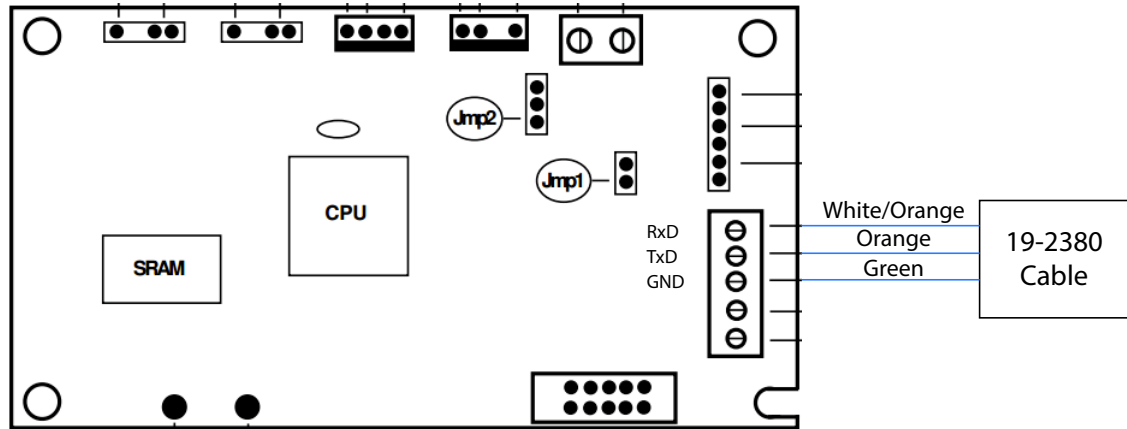 Jmp2
Jmp1
CPU
SRAM
RxD
TxD
GND
White/Orange
Orange
Green
19-2380
Cable